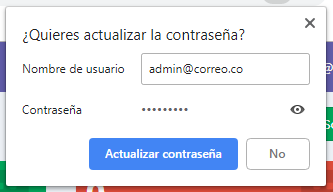 ¿Quieres actualizar la contraseña?
Nombre de usuario admin@correo.co
Contraseña •••••••••
Actualizar contraseña No